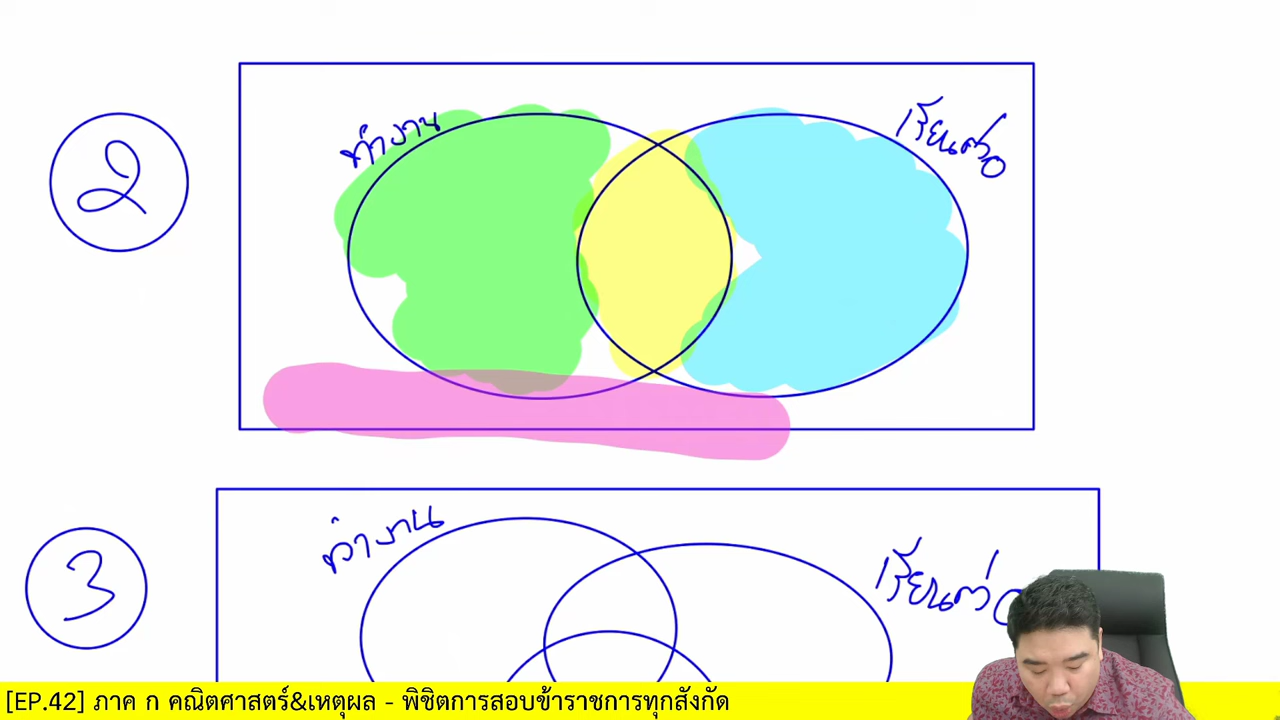 2
ทำงาน
เรียนต่อ
3
ทำงาน
เรียนต่อ
[EP.42] ภาค ก คณิตศาสตร์&เหตุผล - พิชิตการสอบข้าราชการทุกสังกัด